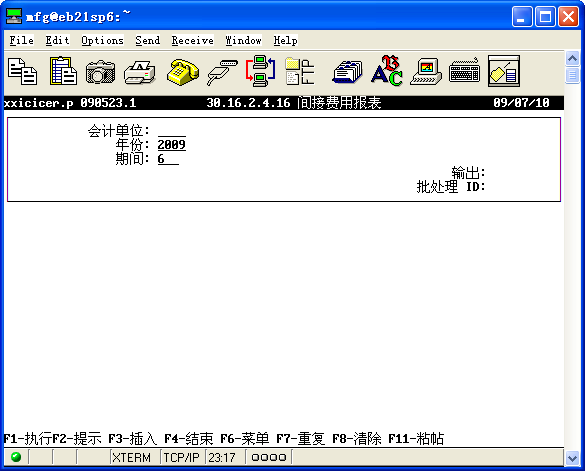 mfg@eb21sp6:~
File Edit Options Send Receive Window Help
xxicicer.p 090523.1 30.16.2.4.16 间接费用报表 09/07/10
会计单位:
年份: 2009
期间: 6
输出:
批处理 ID:
F1-执行F2-提示 F3-插入 F4-结束 F6-菜单 F7-重复 F8-清除 F11-粘帖
XTERM TCP/IP 23:17